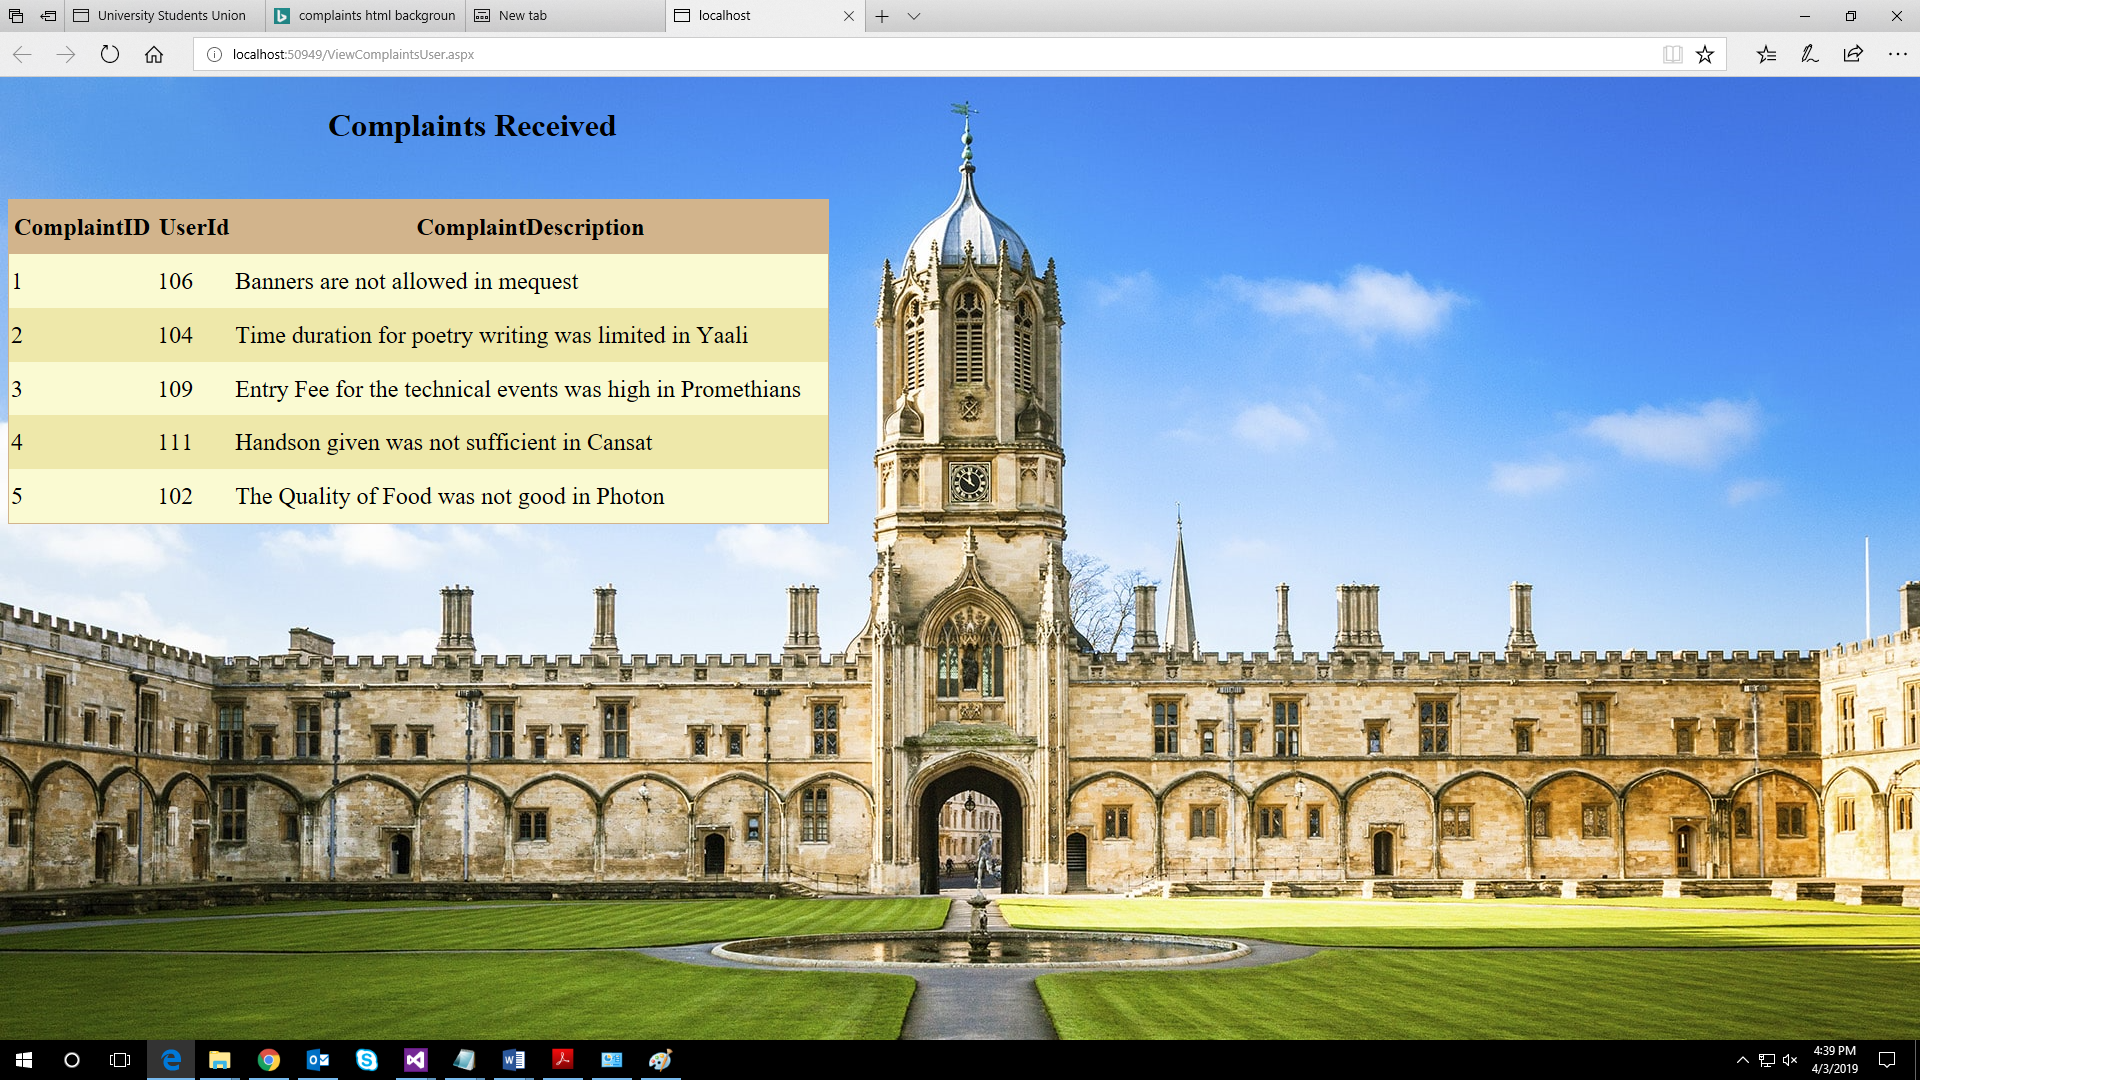 University Students Union
complaints html backgroun
New tab
localhost
localhost:50949/ViewComplaintsUser.aspx
Complaints Received
ComplaintID UserId ComplaintDescription
1 106 Banners are not allowed in mequest
2 104 Time duration for poetry writing was limited in Yaali
3 109 Entry Fee for the technical events was high in Promethians
4 111 Handson given was not sufficient in Cansat
5 102 The Quality of Food was not good in Photon
4:39 PM
4/3/2019